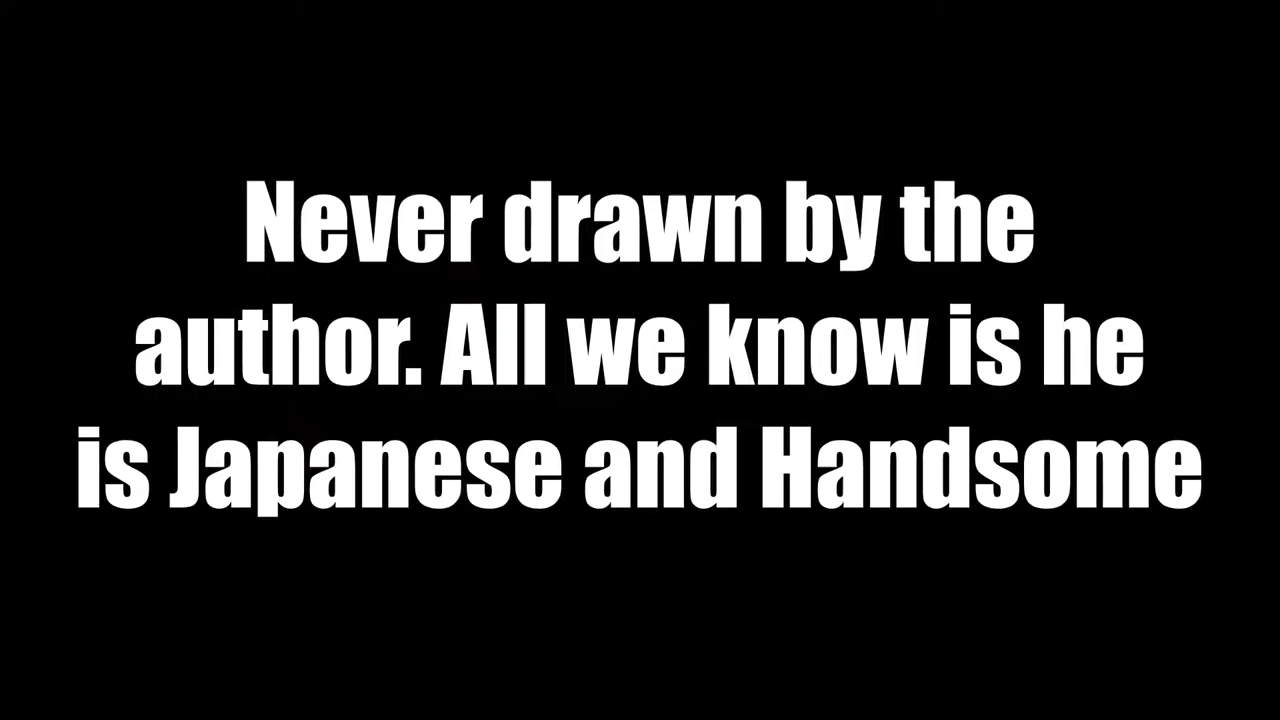 Never drawn by the
author. All we know is he
is Japanese and Handsome